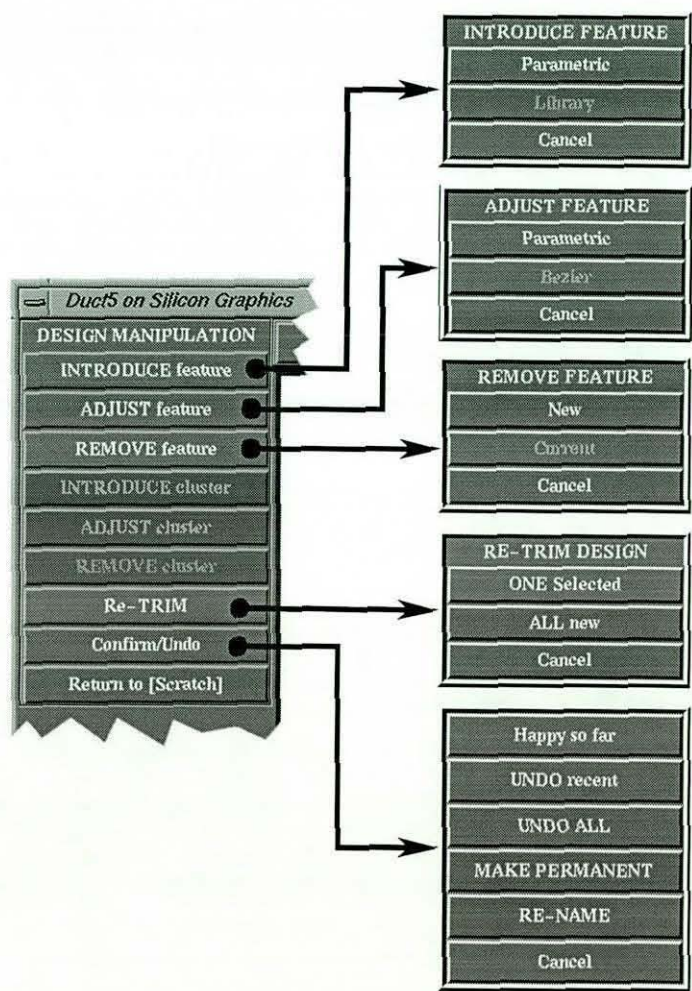 Duct5 on Silicon Graphics
DESIGN MANIPULATION
INTRODUCE feature
ADJUST feature
REMOVE feature
INTRODUCE cluster
ADJUST cluster
REMOVE cluster
Re-TRIM
Confirm/Undo
Return to [Scratch]
INTRODUCE FEATURE
Parametric
Library
Cancel
ADJUST FEATURE
Parametric
Bezier
Cancel
REMOVE FEATURE
New
Current
Cancel
RE-TRIM DESIGN
ONE Selected
ALL new
Cancel
Happy so far
UNDO recent
UNDO ALL
MAKE PERMANENT
RE-NAME
Cancel